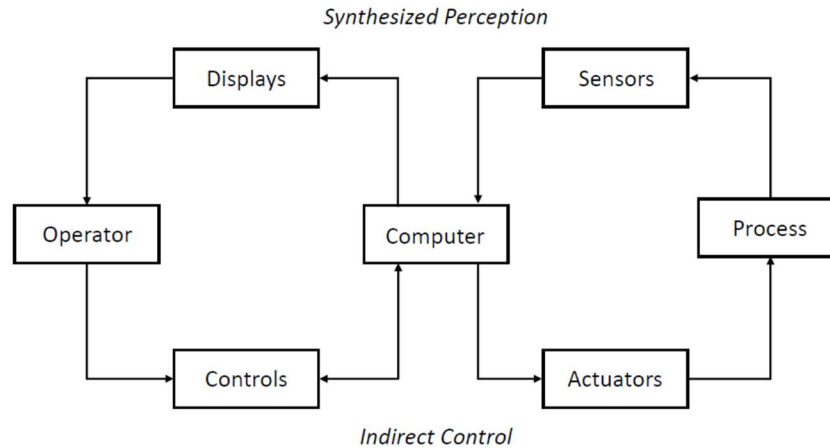 Synthesized Perception
Displays
Sensors
Operator
Computer
Process
Controls
Actuators
Indirect Control